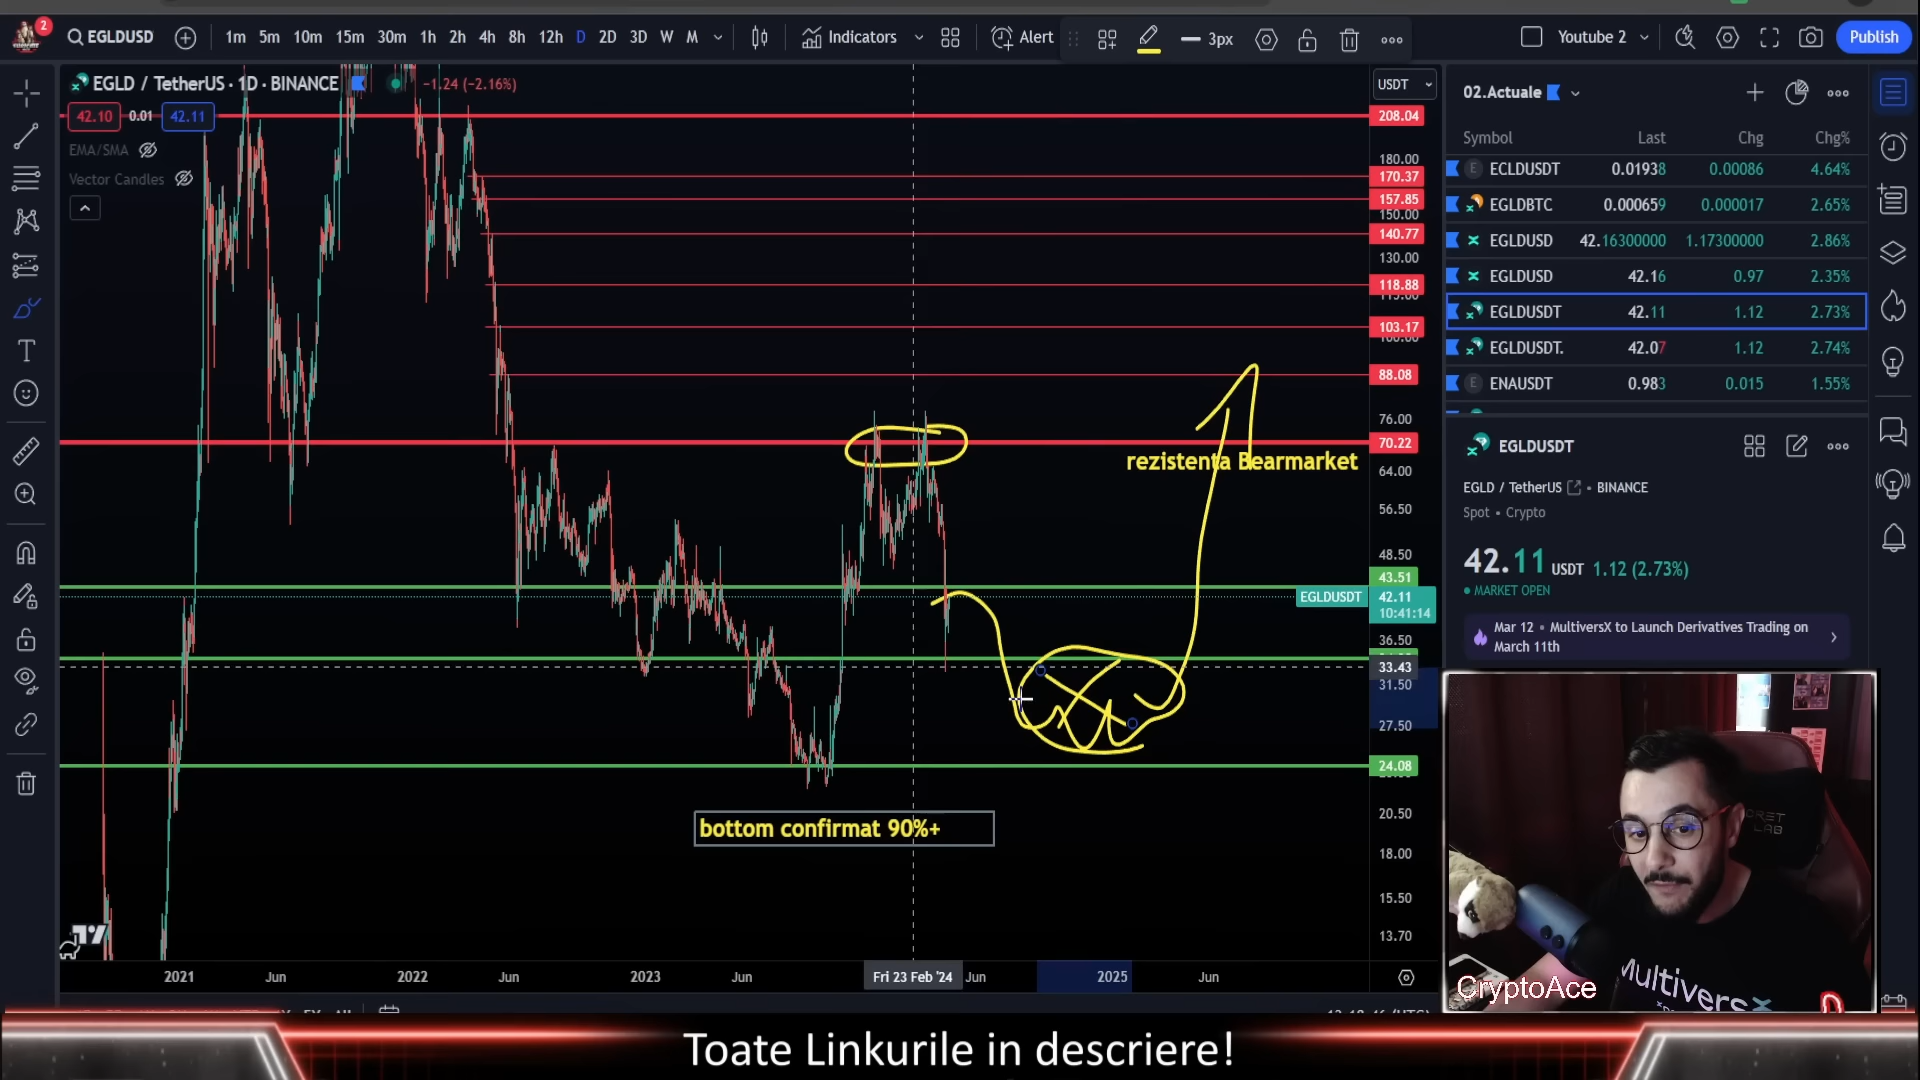 2
EGLDUSD
1m 5m 10m 15m 30m 1h 2h 4h 8h 12h D 2D 3D W M
Indicators
Alert
3px
Youtube 2
Publish
EGLD / TetherUS · 1D · BINANCE
−1.24 (−2.16%)
42.10 0.01 42.11
EMA/SMA
Vector Candles
USDT
208.04
180.00
170.37
157.85
150.00
140.77
130.00
118.88
103.17
88.08
76.00
70.22
64.00
56.50
48.50
43.51
EGLDUSDT 42.11
10:41:14
36.50
33.43
31.50
27.50
24.08
20.50
18.00
15.50
13.70
rezistenta Bearmarket
bottom confirmat 90%+
2021 Jun 2022 Jun 2023 Jun Fri 23 Feb '24 Jun 2025 Jun
02.Actuale
Symbol Last Chg Chg%
ECLDUSDT 0.01938 0.00086 4.64%
EGLDBTC 0.000659 0.000017 2.65%
EGLDUSD 42.16300000 1.17300000 2.86%
EGLDUSD 42.16 0.97 2.35%
EGLDUSDT 42.11 1.12 2.73%
EGLDUSDT. 42.07 1.12 2.74%
ENAUSDT 0.983 0.015 1.55%
EGLDUSDT
EGLD / TetherUS • BINANCE
Spot • Crypto
42.11 USDT 1.12 (2.73%)
MARKET OPEN
Mar 12 • MultiversX to Launch Derivatives Trading on
March 11th
CryptoAce
MultiversX
Toate Linkurile in descriere!